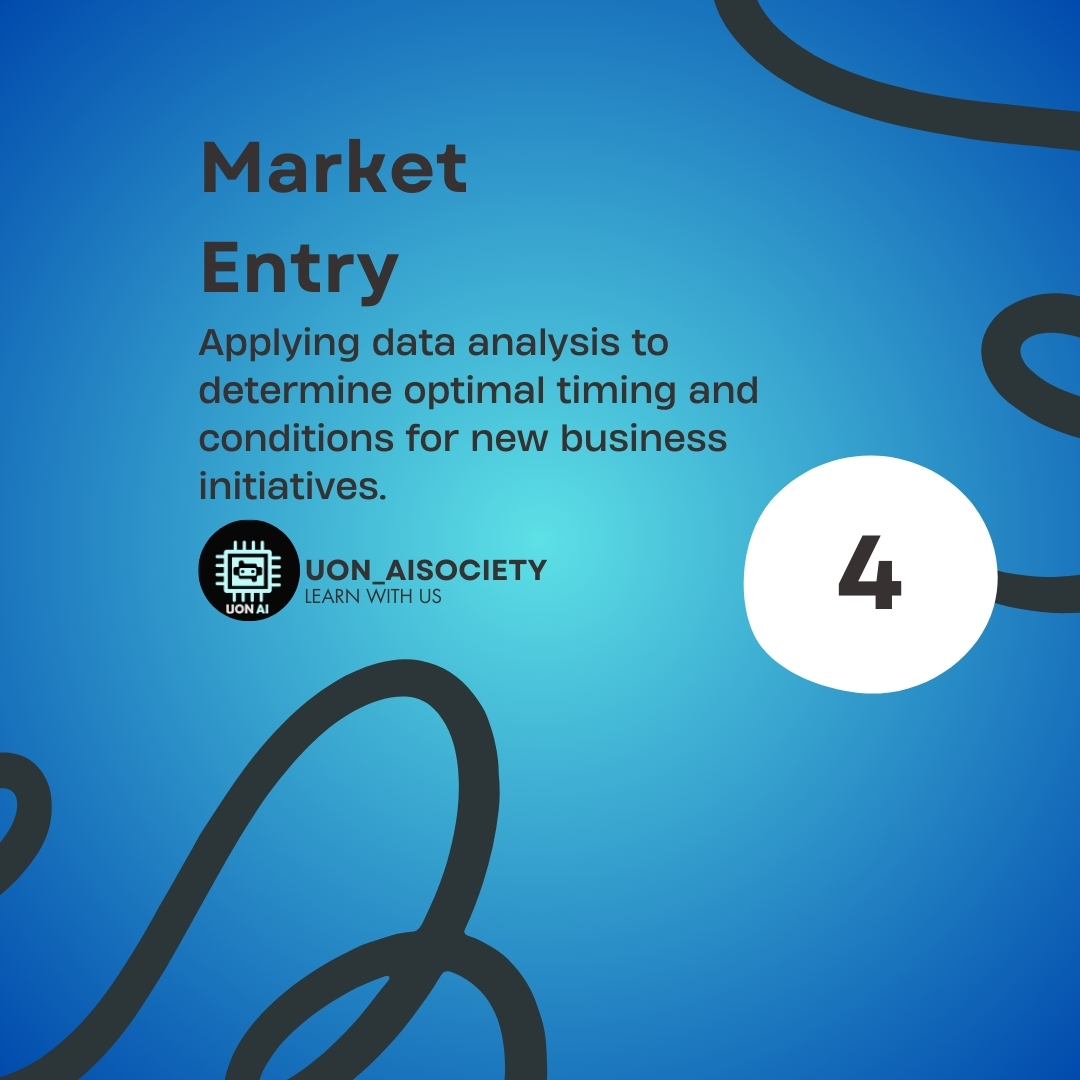 Market
Entry
Applying data analysis to
determine optimal timing and
conditions for new business
initiatives.
UON_AISOCIETY
LEARN WITH US
UON AI
4